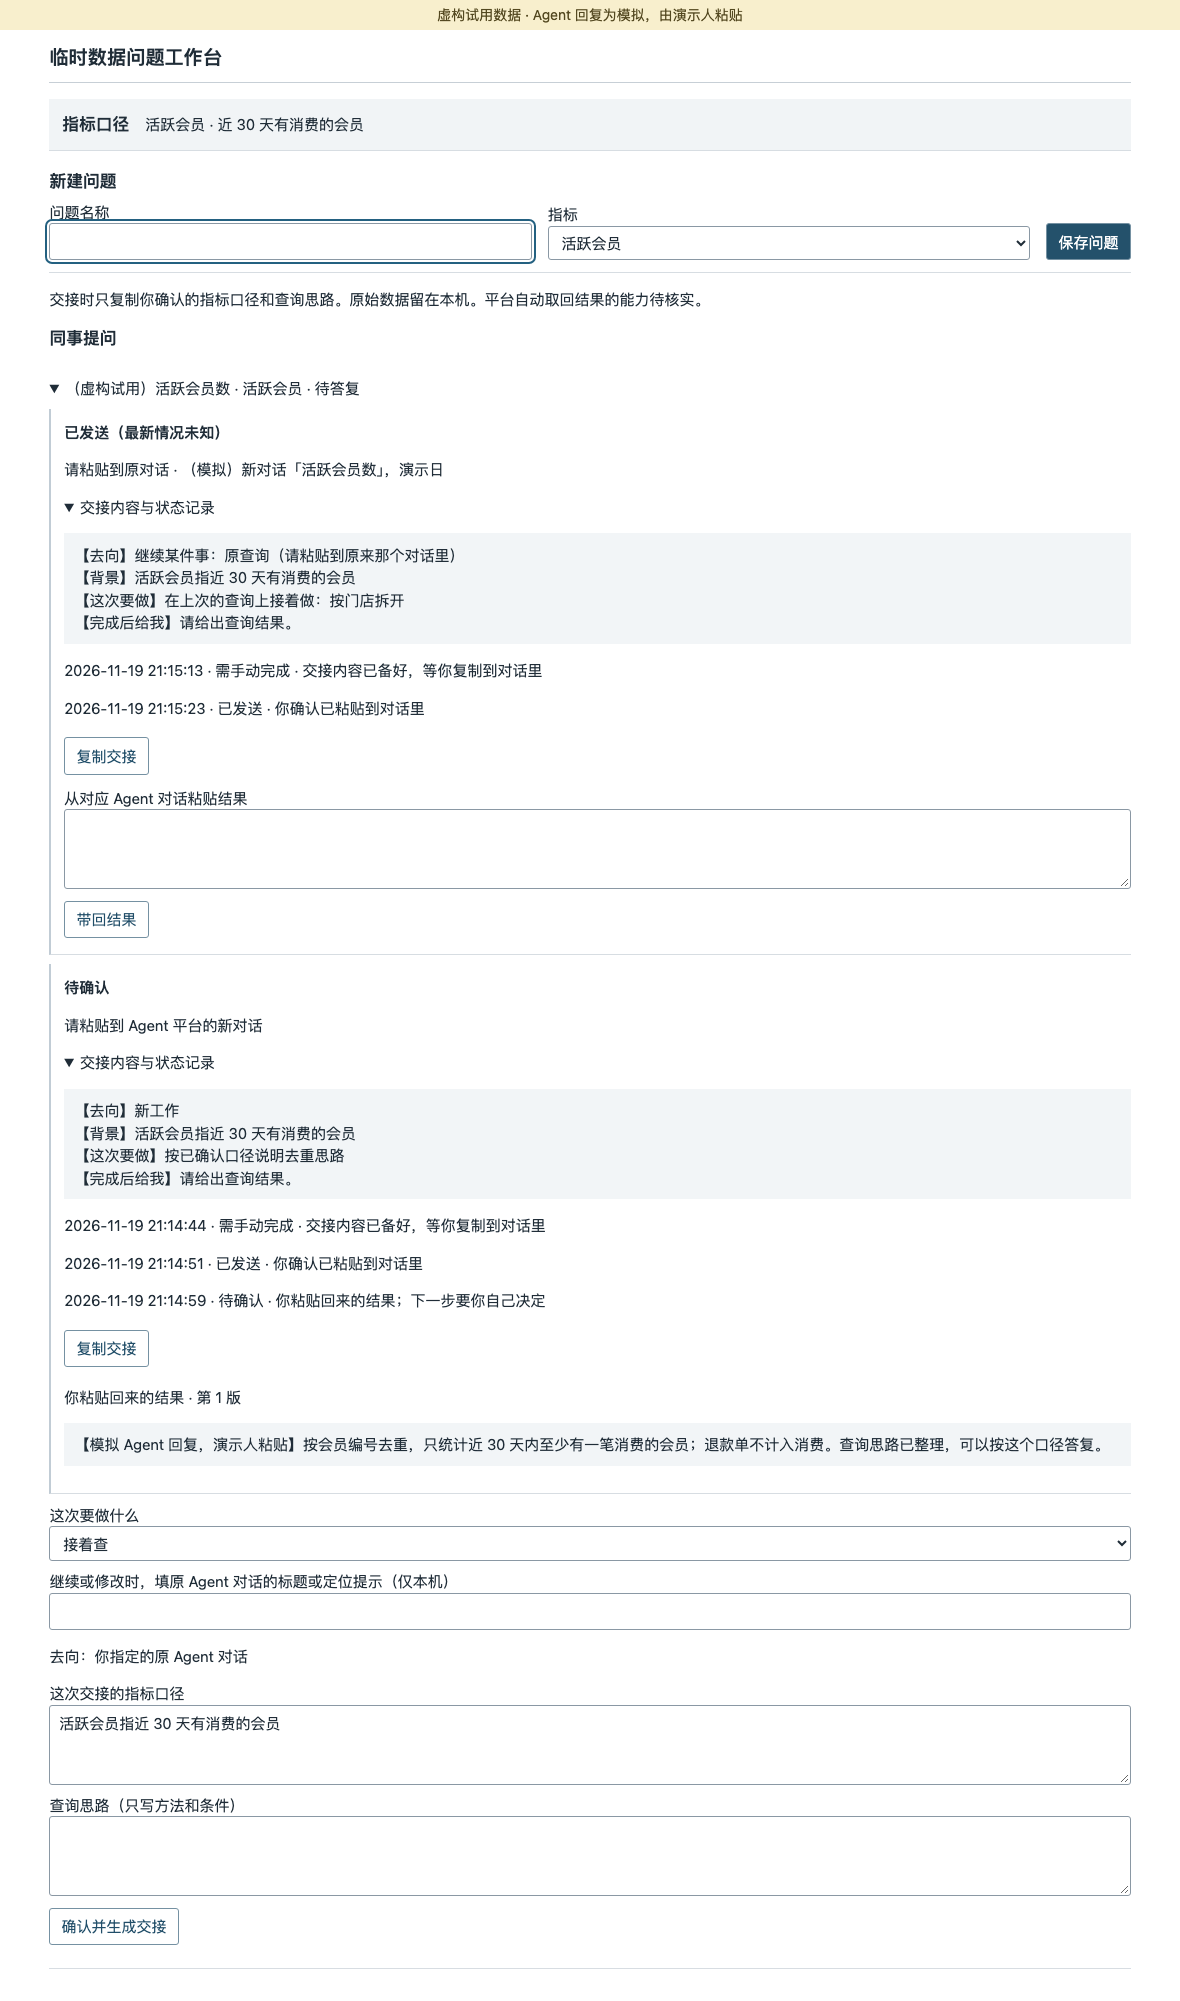 虚构试用数据 · Agent 回复为模拟，由演示人粘贴
临时数据问题工作台
指标口径 活跃会员 · 近 30 天有消费的会员
新建问题
问题名称
指标
活跃会员
保存问题
交接时只复制你确认的指标口径和查询思路。原始数据留在本机。平台自动取回结果的能力待核实。
同事提问
▼ （虚构试用）活跃会员数 · 活跃会员 · 待答复
已发送（最新情况未知）
请粘贴到原对话 · （模拟）新对话「活跃会员数」，演示日
▼ 交接内容与状态记录
【去向】继续某件事：原查询（请粘贴到原来那个对话里）
【背景】活跃会员指近 30 天有消费的会员
【这次要做】在上次的查询上接着做：按门店拆开
【完成后给我】请给出查询结果。
2026-11-19 21:15:13 · 需手动完成 · 交接内容已备好，等你复制到对话里
2026-11-19 21:15:23 · 已发送 · 你确认已粘贴到对话里
复制交接
从对应 Agent 对话粘贴结果
带回结果
待确认
请粘贴到 Agent 平台的新对话
▼ 交接内容与状态记录
【去向】新工作
【背景】活跃会员指近 30 天有消费的会员
【这次要做】按已确认口径说明去重思路
【完成后给我】请给出查询结果。
2026-11-19 21:14:44 · 需手动完成 · 交接内容已备好，等你复制到对话里
2026-11-19 21:14:51 · 已发送 · 你确认已粘贴到对话里
2026-11-19 21:14:59 · 待确认 · 你粘贴回来的结果；下一步要你自己决定
复制交接
你粘贴回来的结果 · 第 1 版
【模拟 Agent 回复，演示人粘贴】按会员编号去重，只统计近 30 天内至少有一笔消费的会员；退款单不计入消费。查询思路已整理，可以按这个口径答复。
这次要做什么
接着查
继续或修改时，填原 Agent 对话的标题或定位提示（仅本机）
去向：你指定的原 Agent 对话
这次交接的指标口径
活跃会员指近 30 天有消费的会员
查询思路（只写方法和条件）
确认并生成交接